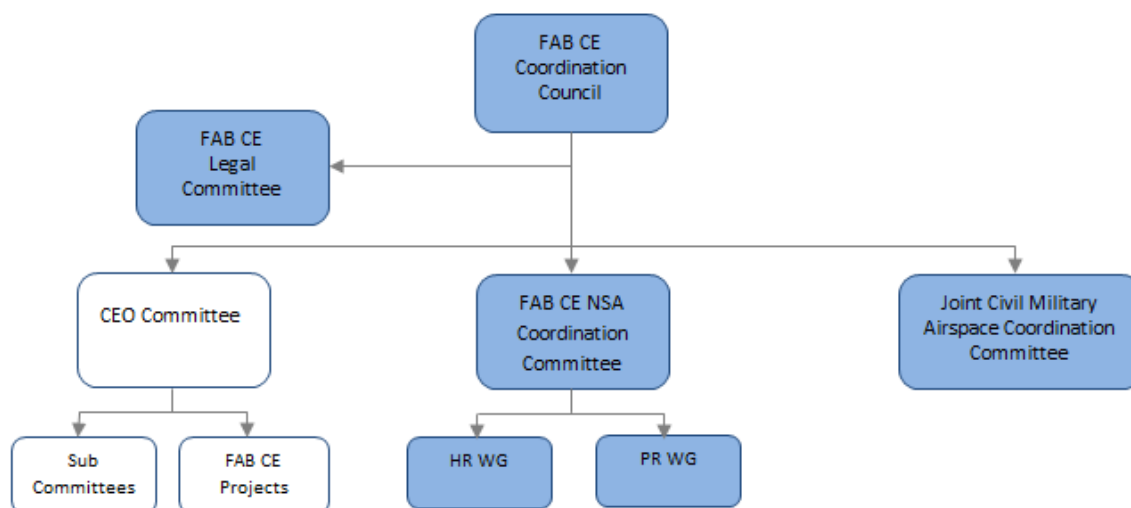 FAB CE
Coordination
Council
FAB CE
Legal
Committee
CEO Committee
FAB CE NSA
Coordination
Committee
Joint Civil Military
Airspace Coordination
Committee
Sub
Committees
FAB CE
Projects
HR WG
PR WG